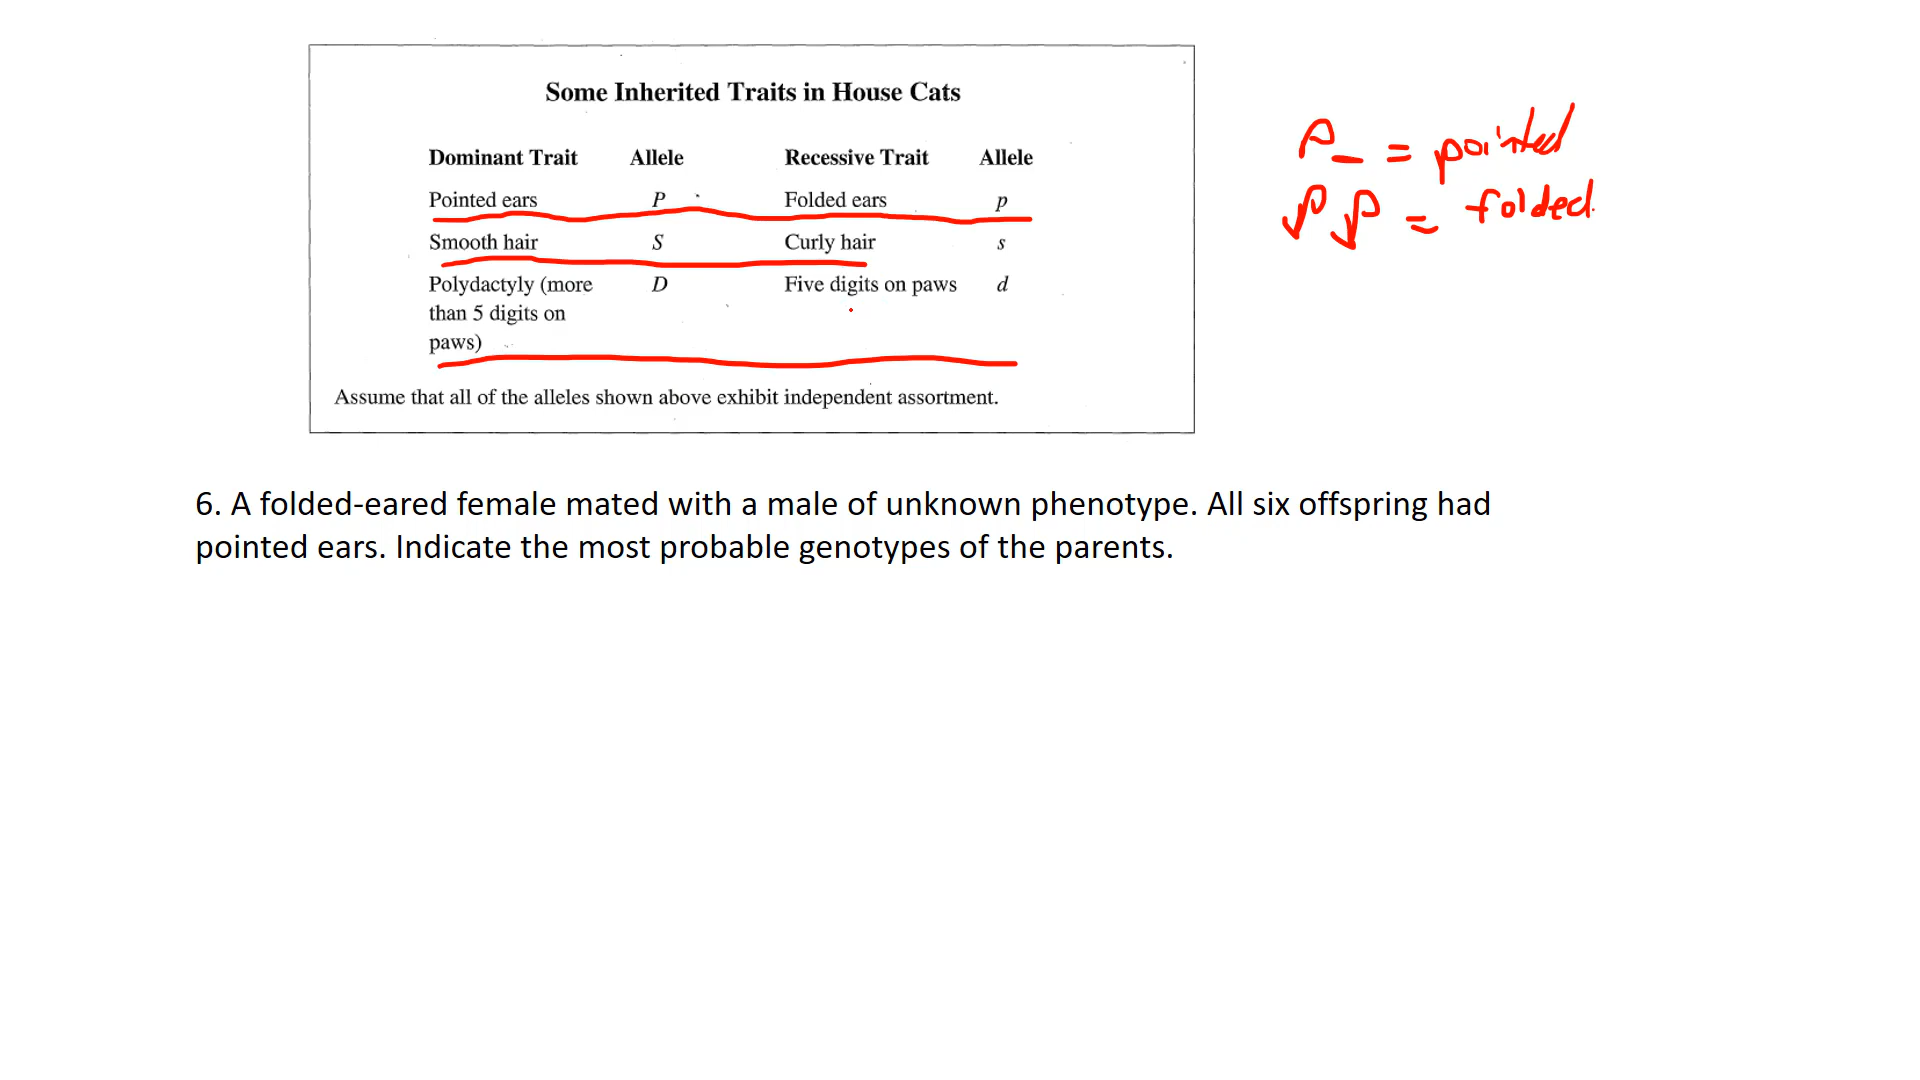 Some Inherited Traits in House Cats
Dominant Trait Allele Recessive Trait Allele
Pointed ears P Folded ears p
Smooth hair S Curly hair s
Polydactyly (more D Five digits on paws d
than 5 digits on
paws)
Assume that all of the alleles shown above exhibit independent assortment.
P_ = pointed
pp = folded.
6. A folded-eared female mated with a male of unknown phenotype. All six offspring had
pointed ears. Indicate the most probable genotypes of the parents.